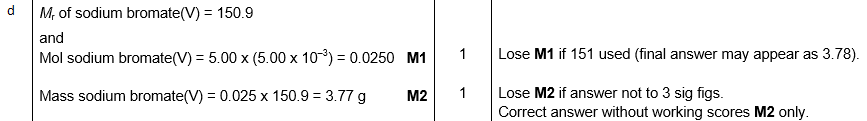 d M<sub>r</sub> of sodium bromate(V) = 150.9
and
Mol sodium bromate(V) = 5.00 x (5.00 x 10⁻³) = 0.0250 M1 1 Lose M1 if 151 used (final answer may appear as 3.78).
Mass sodium bromate(V) = 0.025 x 150.9 = 3.77 g M2 1 Lose M2 if answer not to 3 sig figs.
Correct answer without working scores M2 only.